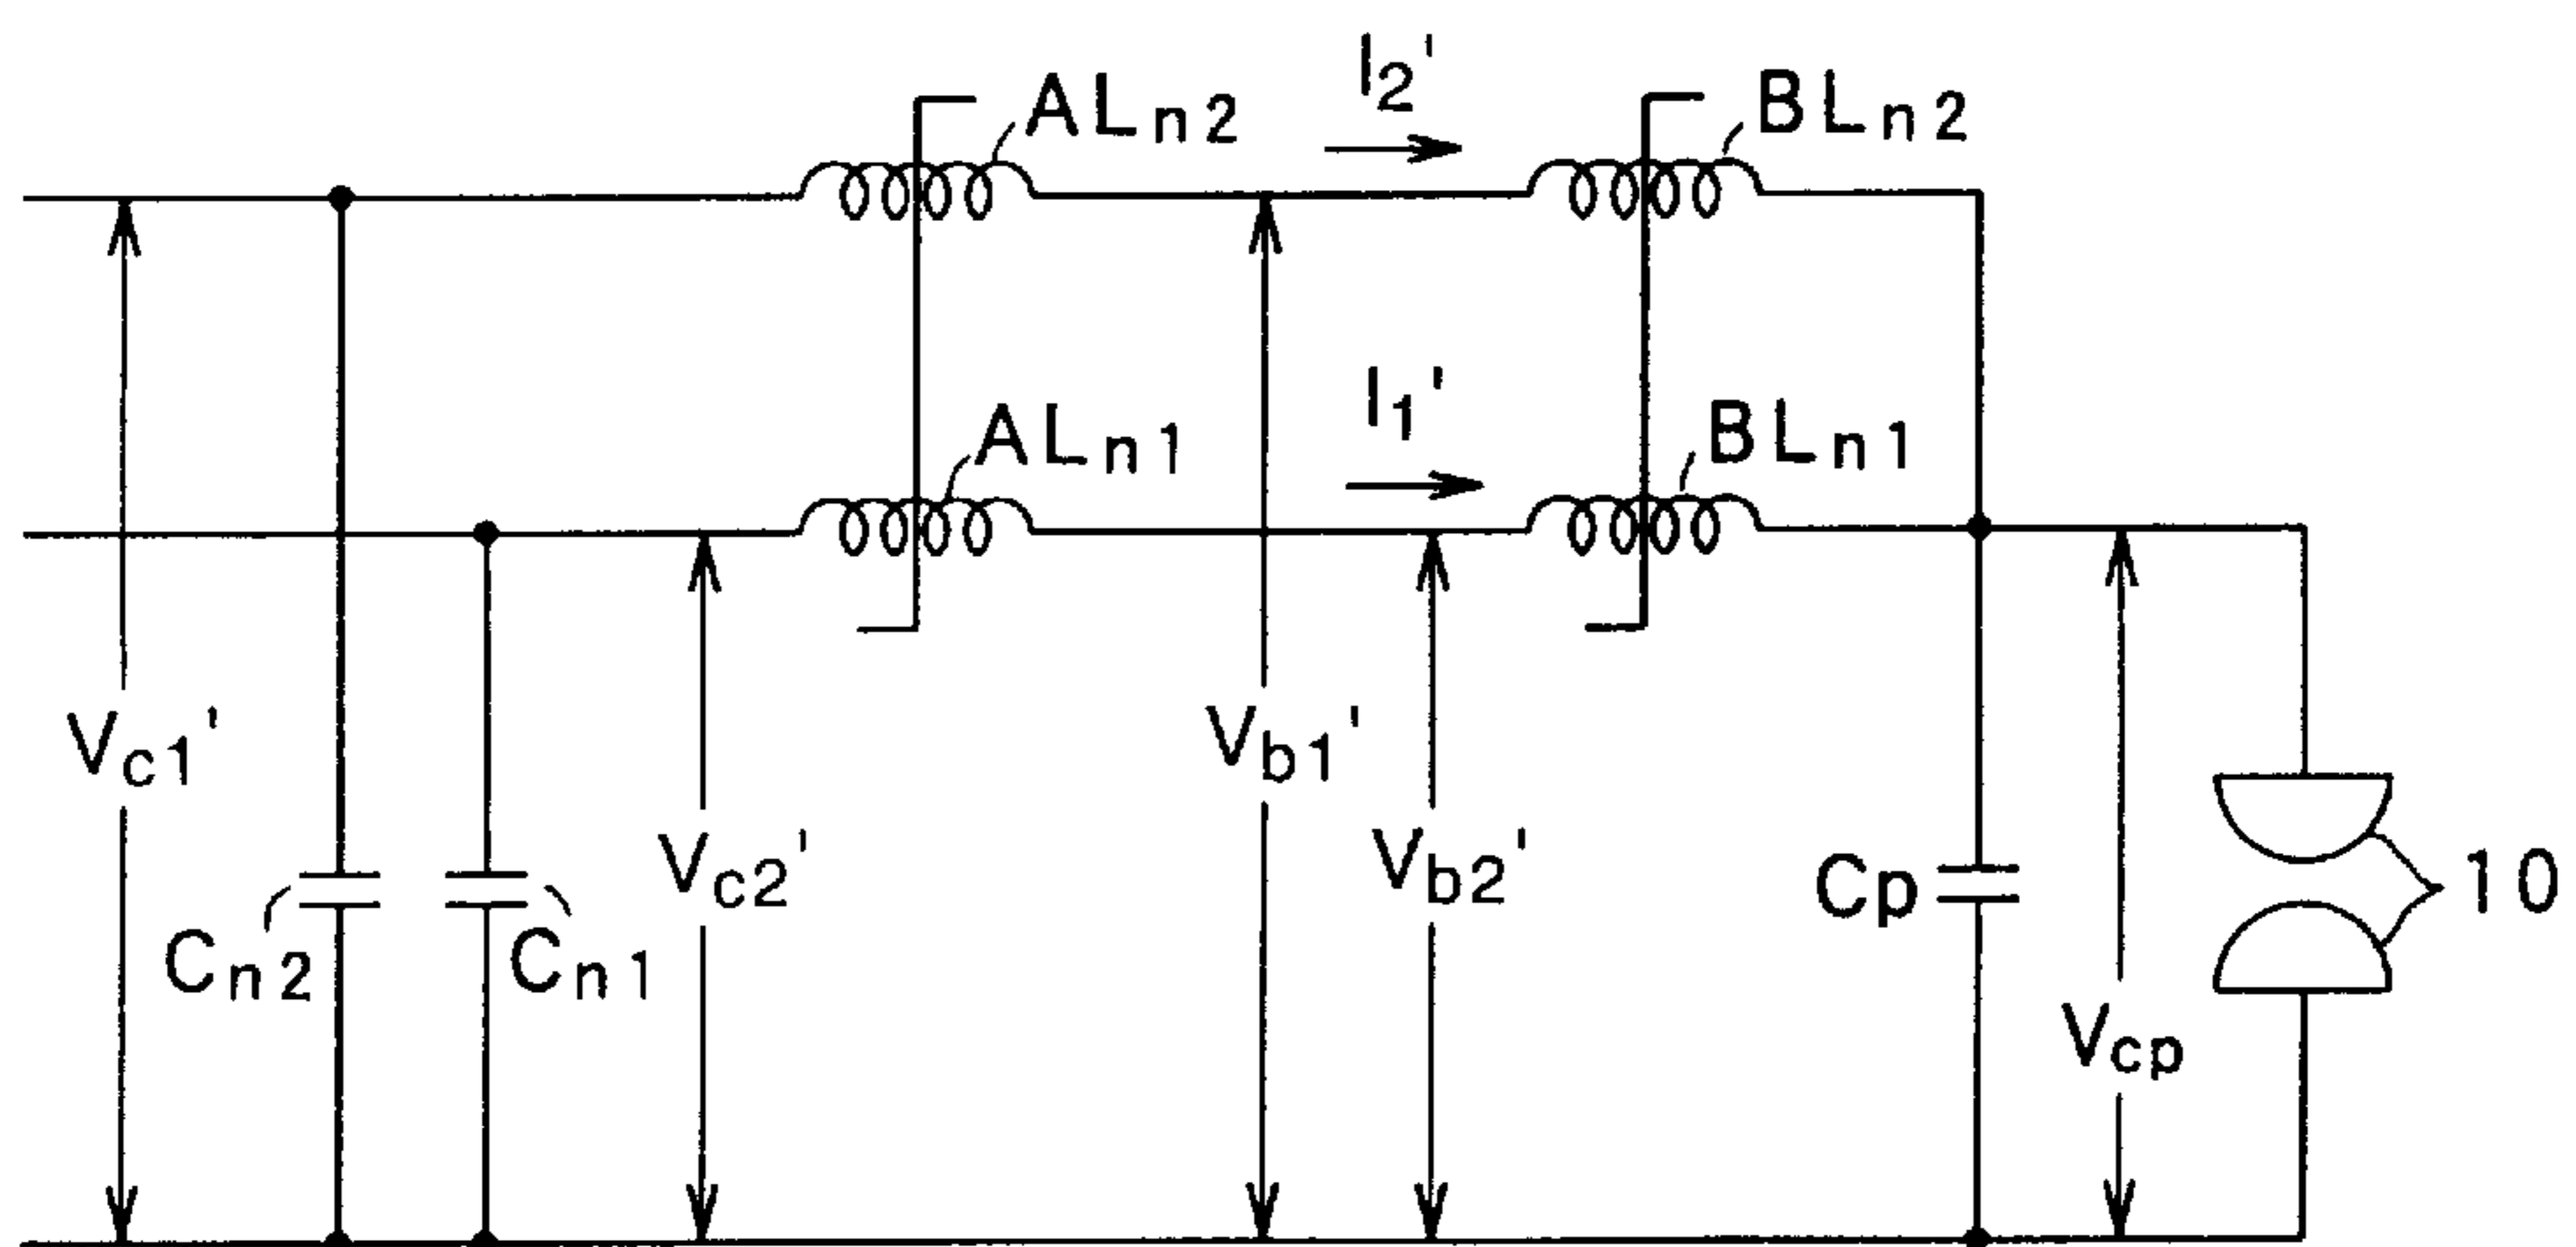 I2'
ALn2
BLn2
I1'
ALn1
BLn1
Vc1'
Vb1'
Vc2'
Vb2'
Cp
10
Cn2
Cn1
Vcp